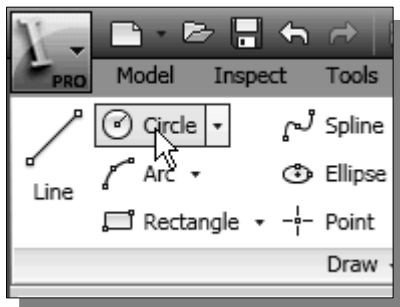 PRO
Model Inspect Tools
Circle Spline
Line Arc Ellipse
Rectangle Point
Draw